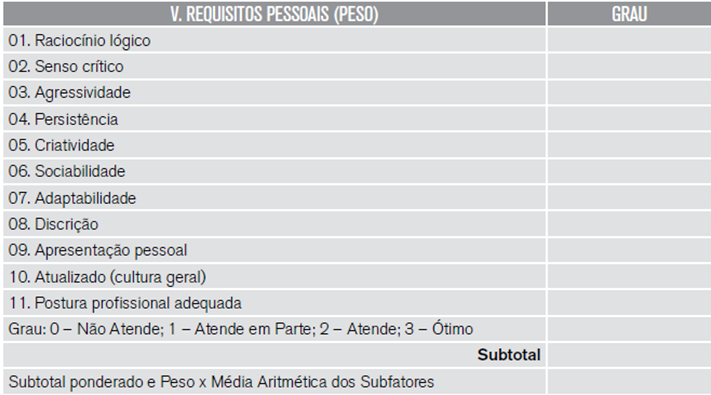 V. REQUISITOS PESSOAIS (PESO) GRAU
01. Raciocínio lógico
02. Senso crítico
03. Agressividade
04. Persistência
05. Criatividade
06. Sociabilidade
07. Adaptabilidade
08. Discrição
09. Apresentação pessoal
10. Atualizado (cultura geral)
11. Postura profissional adequada
Grau: 0 – Não Atende; 1 – Atende em Parte; 2 – Atende; 3 – Ótimo
Subtotal
Subtotal ponderado e Peso x Média Aritmética dos Subfatores